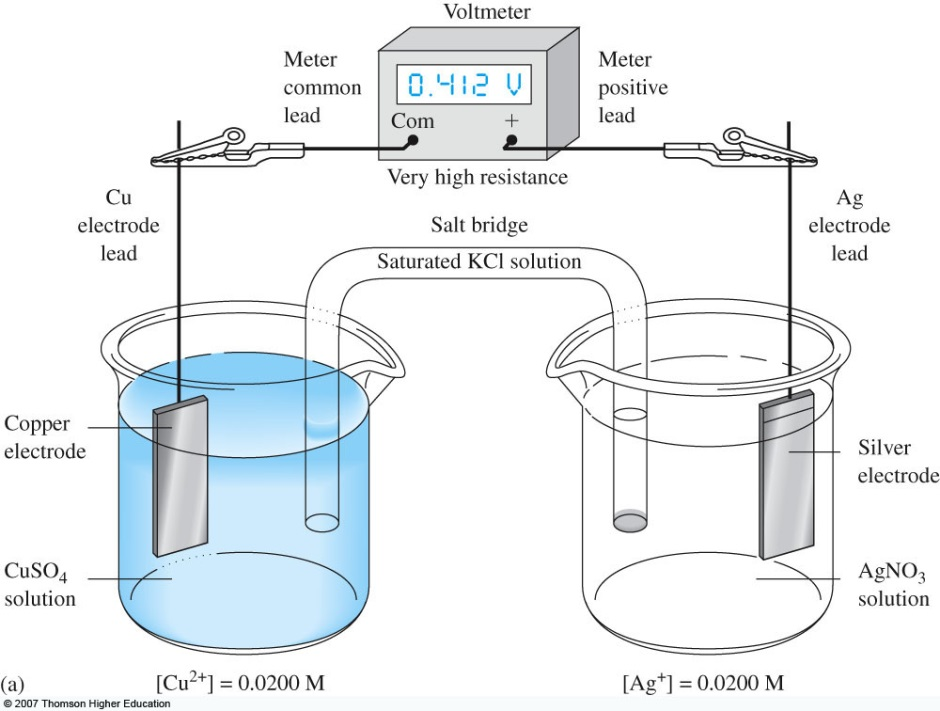 Voltmeter
Meter
common
lead
0.412 V
Com
+
Meter
positive
lead
Very high resistance
Cu
electrode
lead
Salt bridge
Saturated KCl solution
Ag
electrode
lead
Copper
electrode
Silver
electrode
CuSO₄
solution
AgNO₃
solution
(a)
[Cu²⁺] = 0.0200 M
[Ag⁺] = 0.0200 M
© 2007 Thomson Higher Education